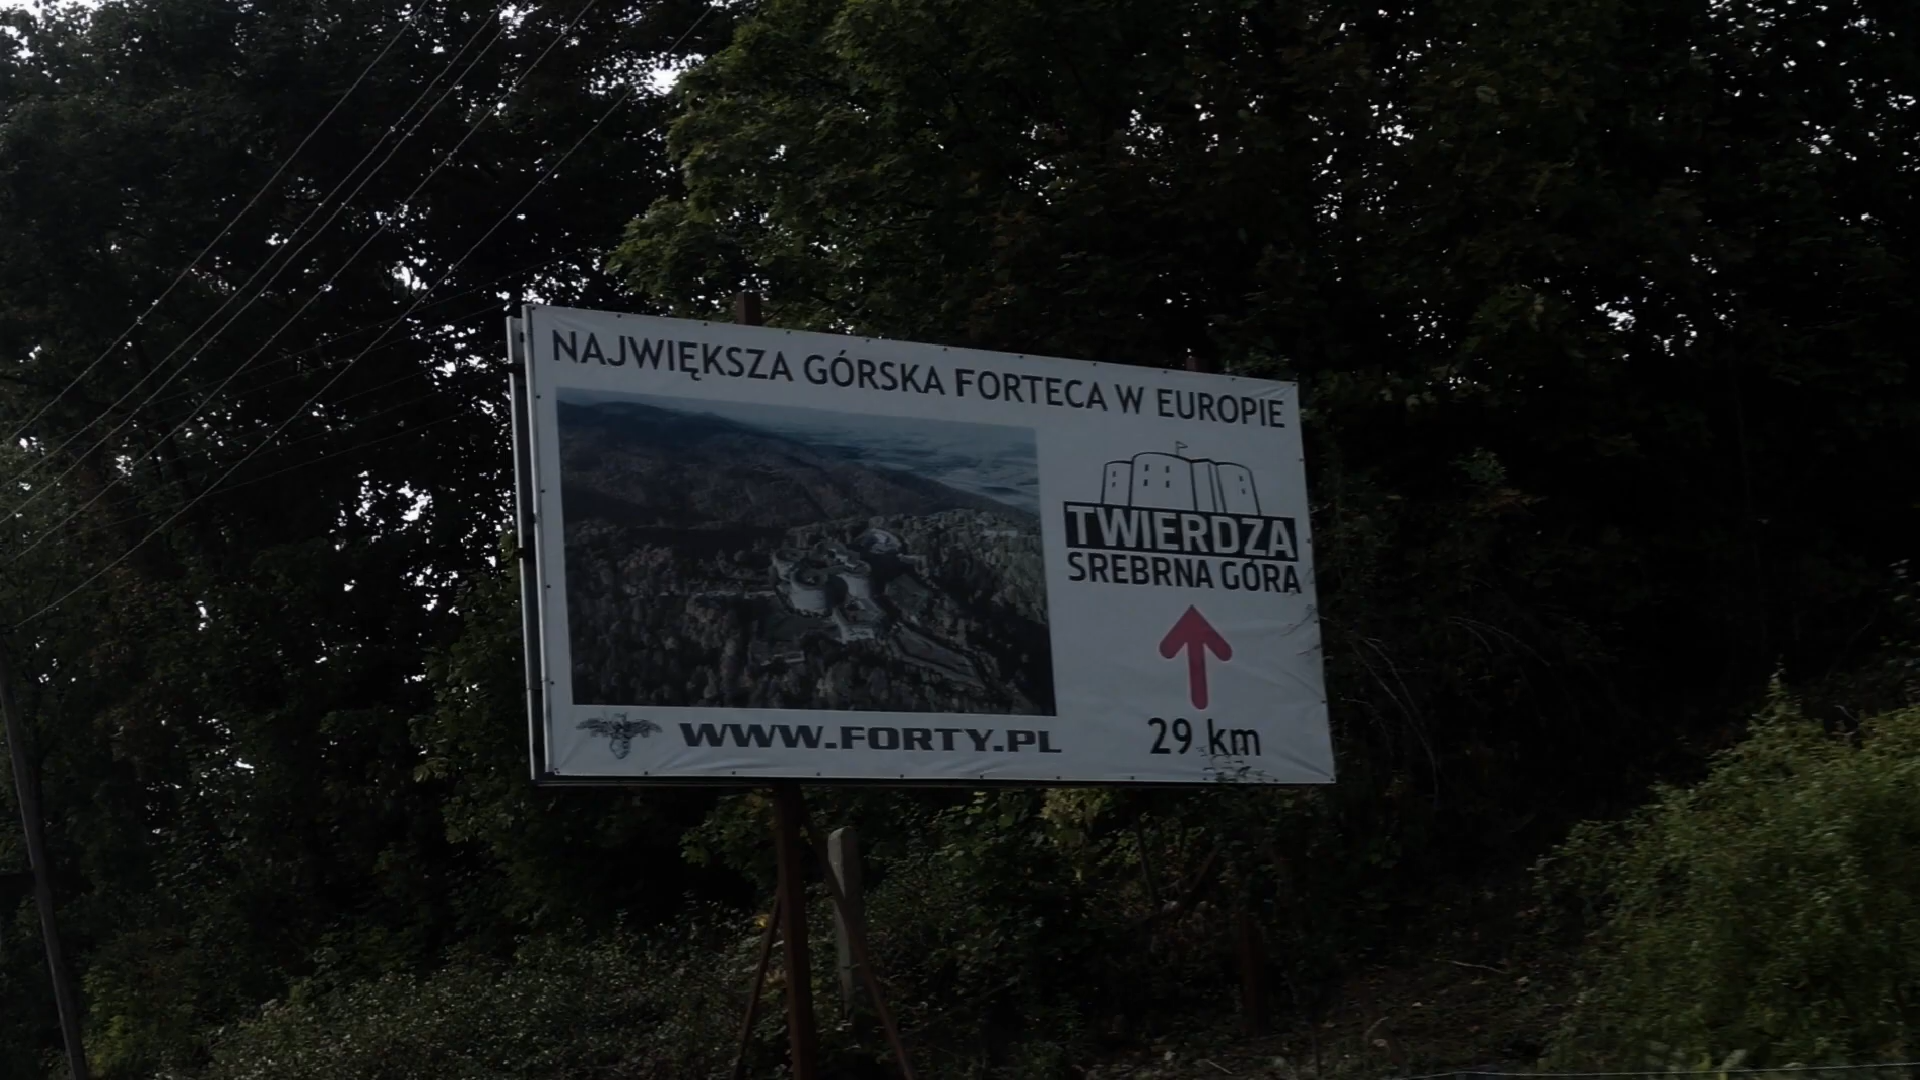 NAJWIĘKSZA GÓRSKA FORTECA W EUROPIE
TWIERDZA
SREBRNA GÓRA
29 km
WWW.FORTY.PL